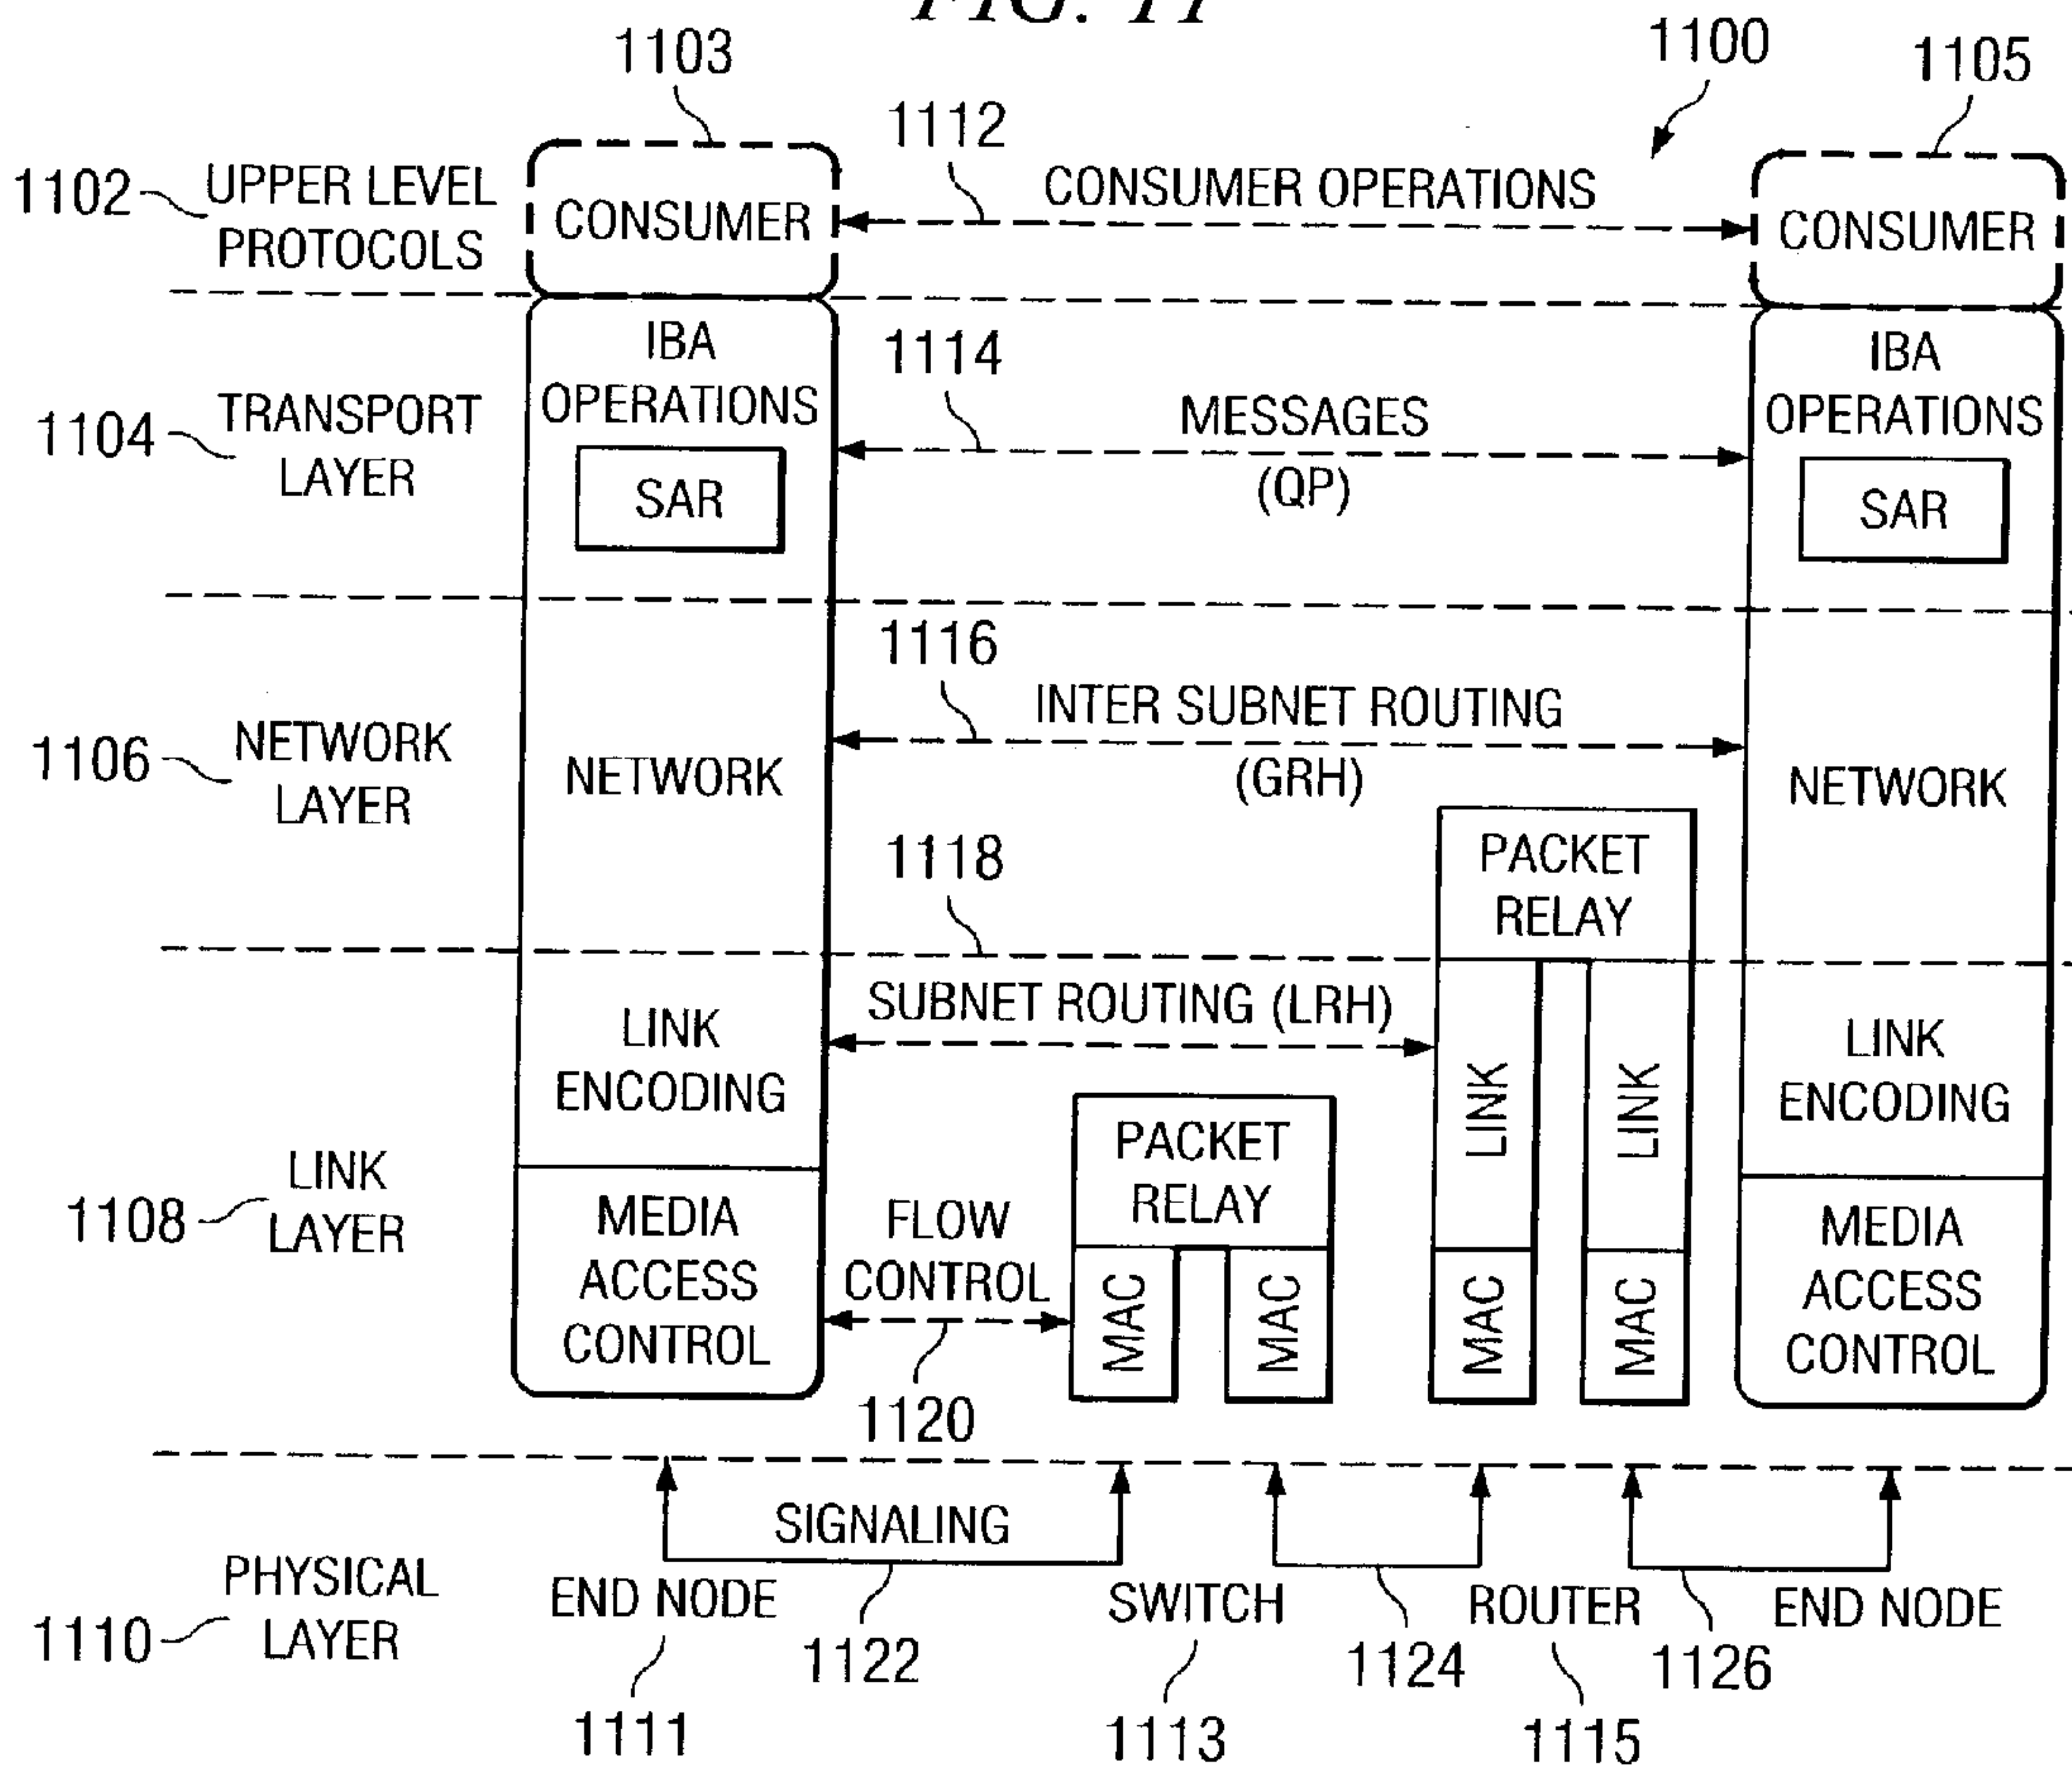 FIG. 11
1103
1100
1105
1112
1102
UPPER LEVEL
PROTOCOLS
CONSUMER
CONSUMER OPERATIONS
CONSUMER
IBA
OPERATIONS
SAR
1114
MESSAGES
(QP)
IBA
OPERATIONS
SAR
1104
TRANSPORT
LAYER
1116
INTER SUBNET ROUTING
(GRH)
1106
NETWORK
LAYER
NETWORK
NETWORK
PACKET
RELAY
1118
SUBNET ROUTING (LRH)
LINK
ENCODING
LINK
LINK
LINK
ENCODING
PACKET
RELAY
1108
LINK
LAYER
MEDIA
ACCESS
CONTROL
FLOW
CONTROL
MAC
MAC
MAC
MAC
MEDIA
ACCESS
CONTROL
1120
SIGNALING
1110
PHYSICAL
LAYER
END NODE
SWITCH
ROUTER
END NODE
1122
1124
1126
1111
1113
1115